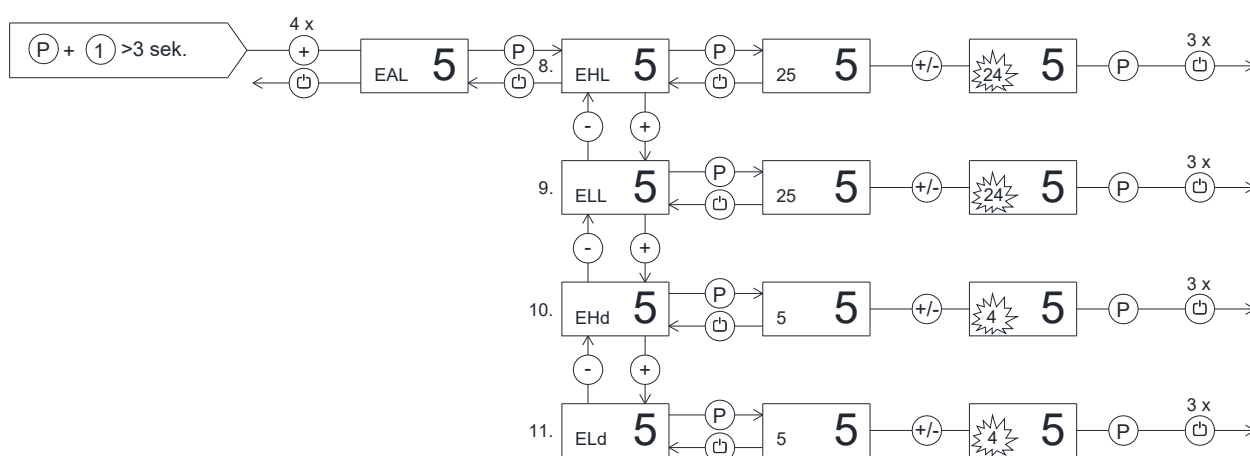 4 x
P + 1 >3 sek. + EAL 5 P 8. EHL 5 P 25 5 +/- 24 5 P 3 x
- +
9. ELL 5 P 25 5 +/- 24 5 P 3 x
- +
10. EHd 5 P 5 5 +/- 4 5 P 3 x
- +
11. ELd 5 P 5 5 +/- 4 5 P 3 x